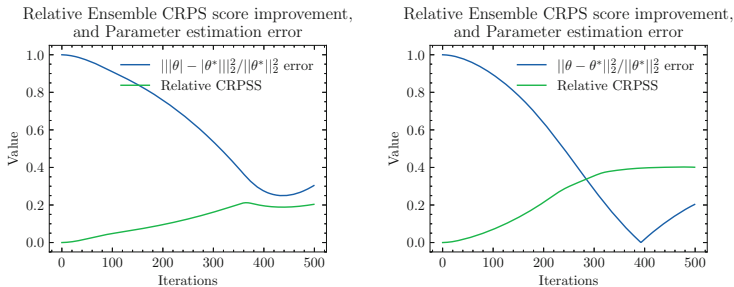 Relative Ensemble CRPS score improvement,
and Parameter estimation error
1.0
0.8
0.6
0.4
0.2
0.0
Value
|||θ| − |θ*|||₂²/||θ*||₂² error
Relative CRPSS
0 100 200 300 400 500
Iterations
Relative Ensemble CRPS score improvement,
and Parameter estimation error
1.0
0.8
0.6
0.4
0.2
0.0
Value
||θ − θ*||₂²/||θ*||₂² error
Relative CRPSS
0 100 200 300 400 500
Iterations